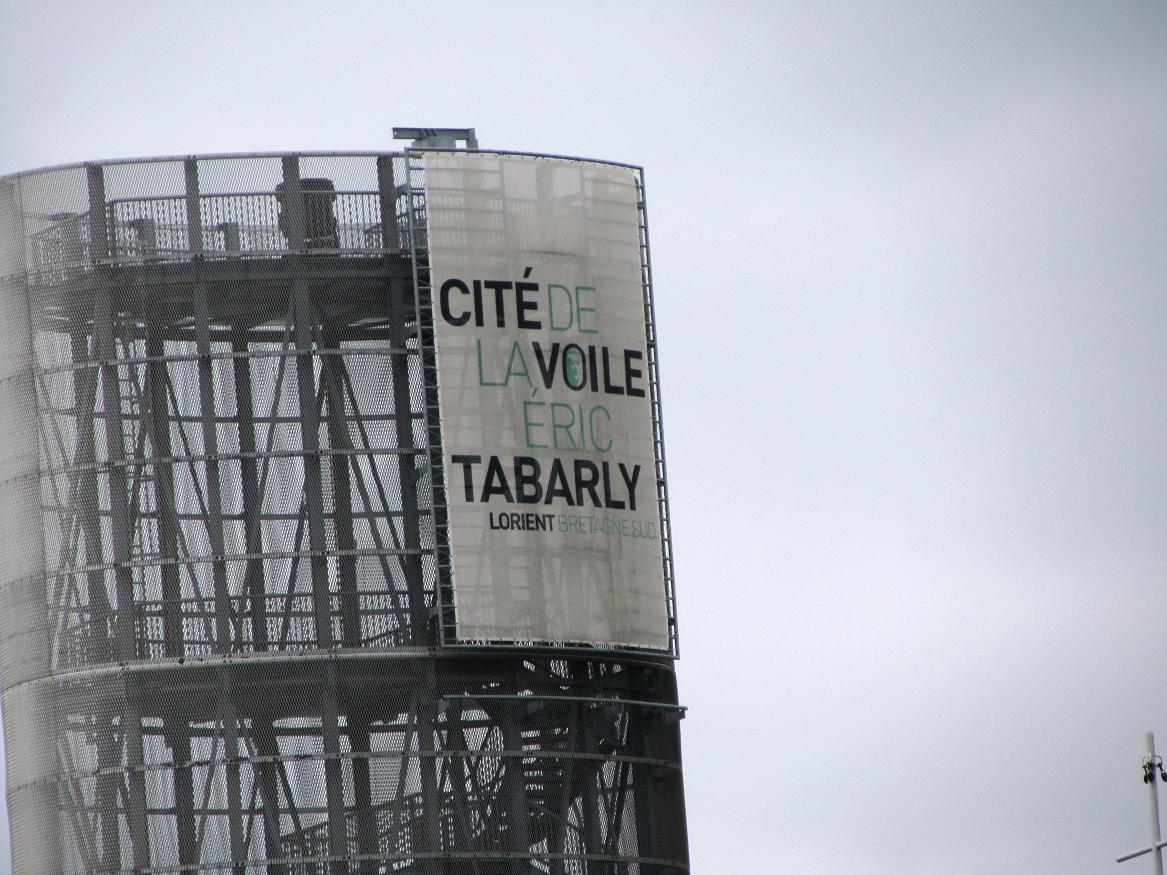 CITÉ DE
LA VOILE
ÉRIC
TABARLY
LORIENT BRETAGNE SUD